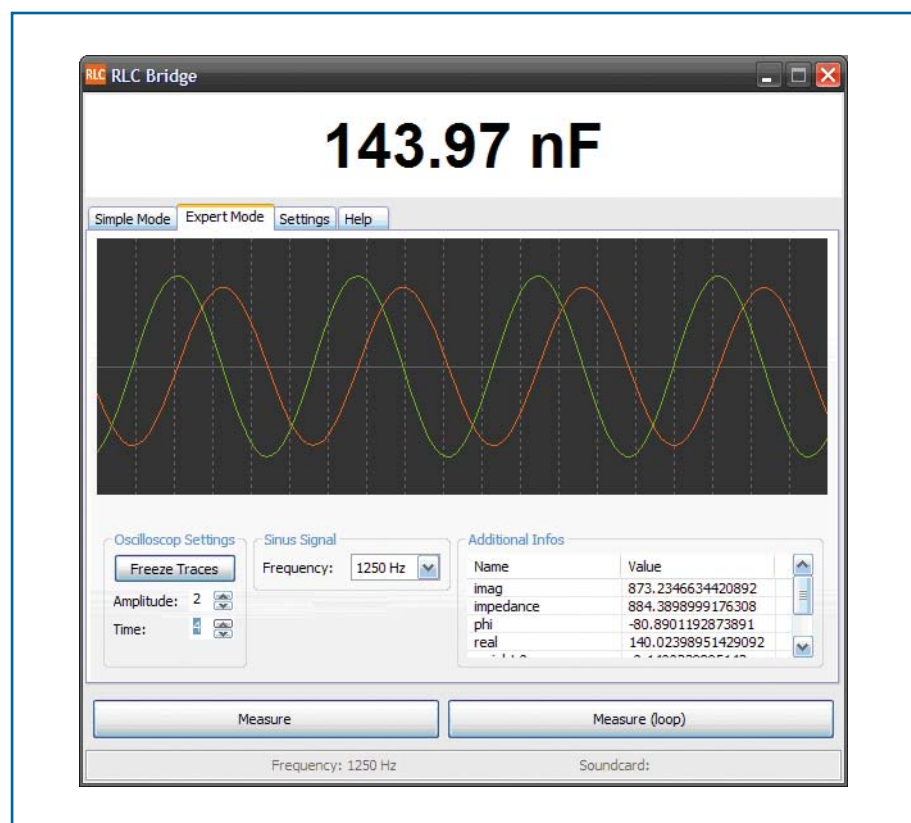 RLC RLC Bridge
143.97 nF
Simple Mode Expert Mode Settings Help
Oscilloscop Settings Sinus Signal Additional Infos
Freeze Traces Frequency: 1250 Hz Name Value
Amplitude: 2 imag 873.2346634420892
impedance 884.3898999176308
Time: 4 phi -80.8901192873891
real 140.02398951429092
Measure Measure (loop)
Frequency: 1250 Hz Soundcard: